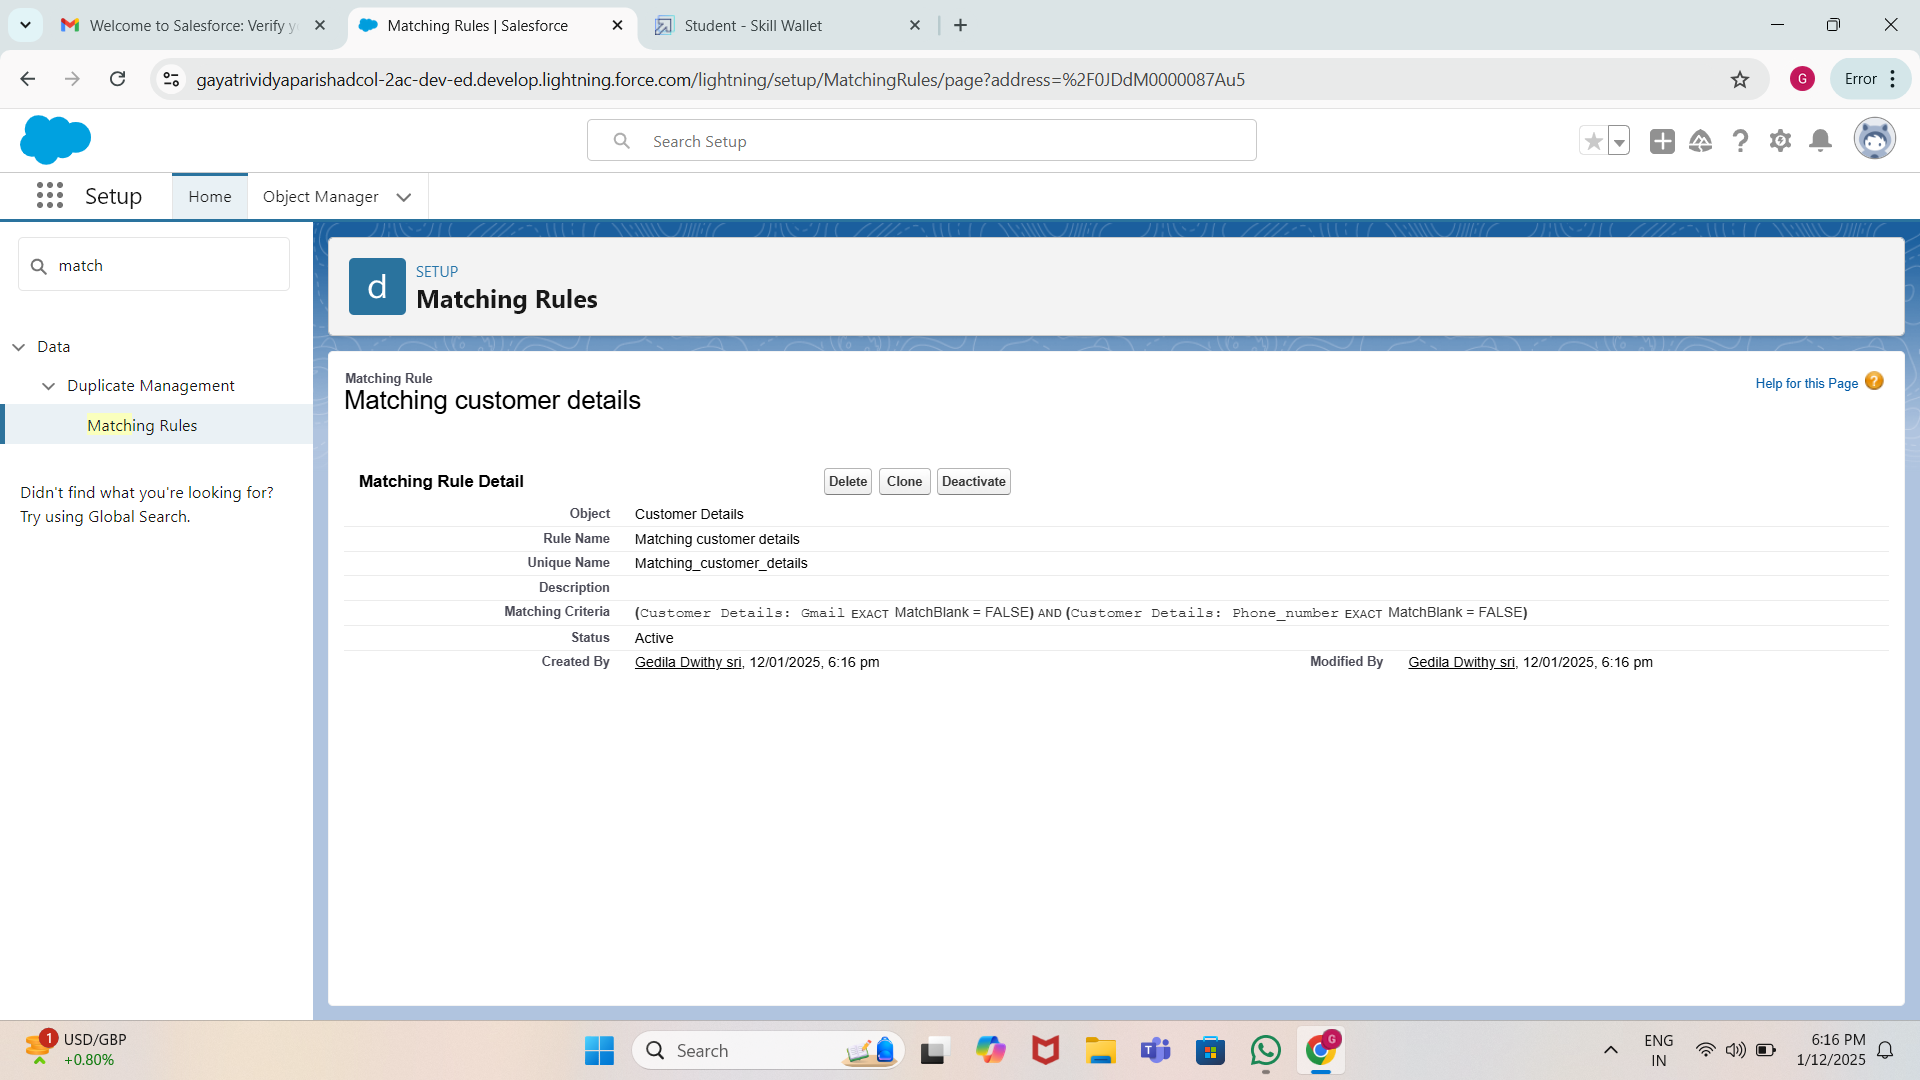 Welcome to Salesforce: Verify y
Matching Rules | Salesforce
Student - Skill Wallet
gayatrividyaparishadcol-2ac-dev-ed.develop.lightning.force.com/lightning/setup/MatchingRules/page?address=%2F0JDdM0000087Au5
G
Error
Search Setup
Setup
Home
Object Manager
match
Data
Duplicate Management
Matching Rules
Didn't find what you're looking for?
Try using Global Search.
d
SETUP
Matching Rules
Matching Rule
Matching customer details
Help for this Page
?
Matching Rule Detail
Delete
Clone
Deactivate
Object Customer Details
Rule Name Matching customer details
Unique Name Matching_customer_details
Description
Matching Criteria (Customer Details: Gmail EXACT MatchBlank = FALSE) AND (Customer Details: Phone_number EXACT MatchBlank = FALSE)
Status Active
Created By Gedila Dwithy sri, 12/01/2025, 6:16 pm Modified By Gedila Dwithy sri, 12/01/2025, 6:16 pm
1
USD/GBP
+0.80%
Search
G
ENG
IN
6:16 PM
1/12/2025